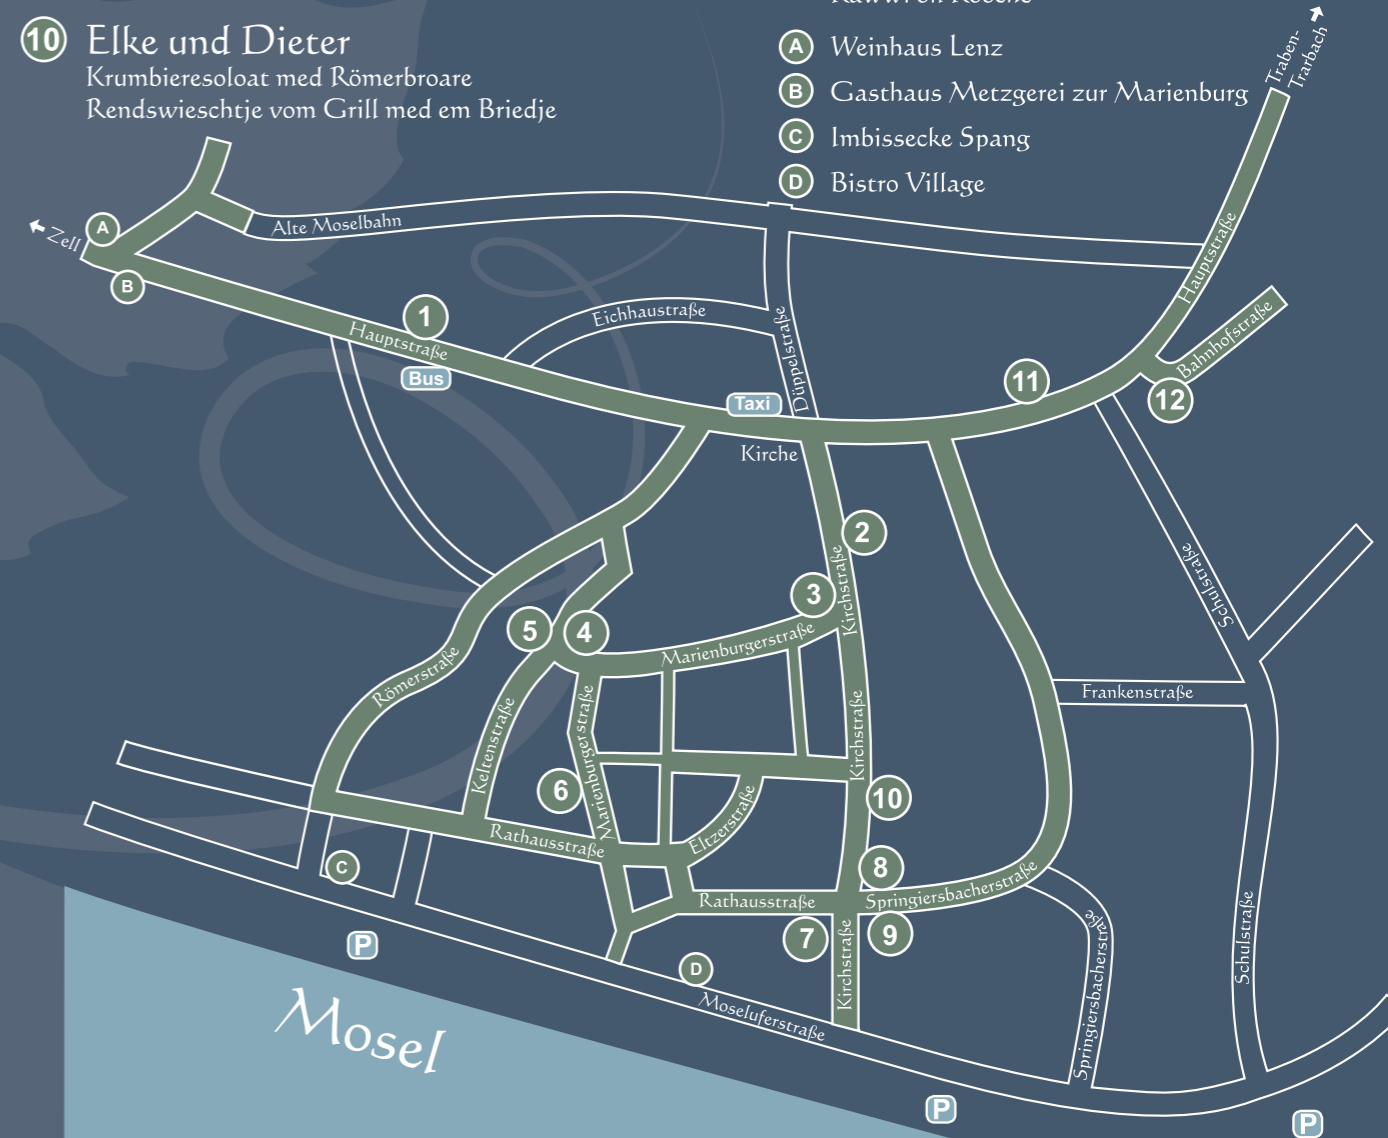 10 Elke und Dieter
Krumbieresoloat med Römerbroare
Rendswieschtje vom Grill med em Briedje
A Weinhaus Lenz
B Gasthaus Metzgerei zur Marienburg
C Imbissecke Spang
D Bistro Village
Traben-
Trarbach
Zell
A
B
Alte Moselbahn
Hauptstraße
1
Bus
Eichhaustraße
Düppelstraße
Taxi
Kirche
Hauptstraße
Bahnhofstraße
11
12
2
3
Kirchstraße
5
4
Marienburgerstraße
Römerstraße
Keltenstraße
Marienburgerstraße
Kirchstraße
Schulstraße
Frankenstraße
6
10
Eltzerstraße
Rathausstraße
C
8
Rathausstraße
Springiersbacherstraße
7
9
Kirchstraße
Springiersbacherstraße
Schulstraße
P
D
Moseluferstraße
Mosel
P
P